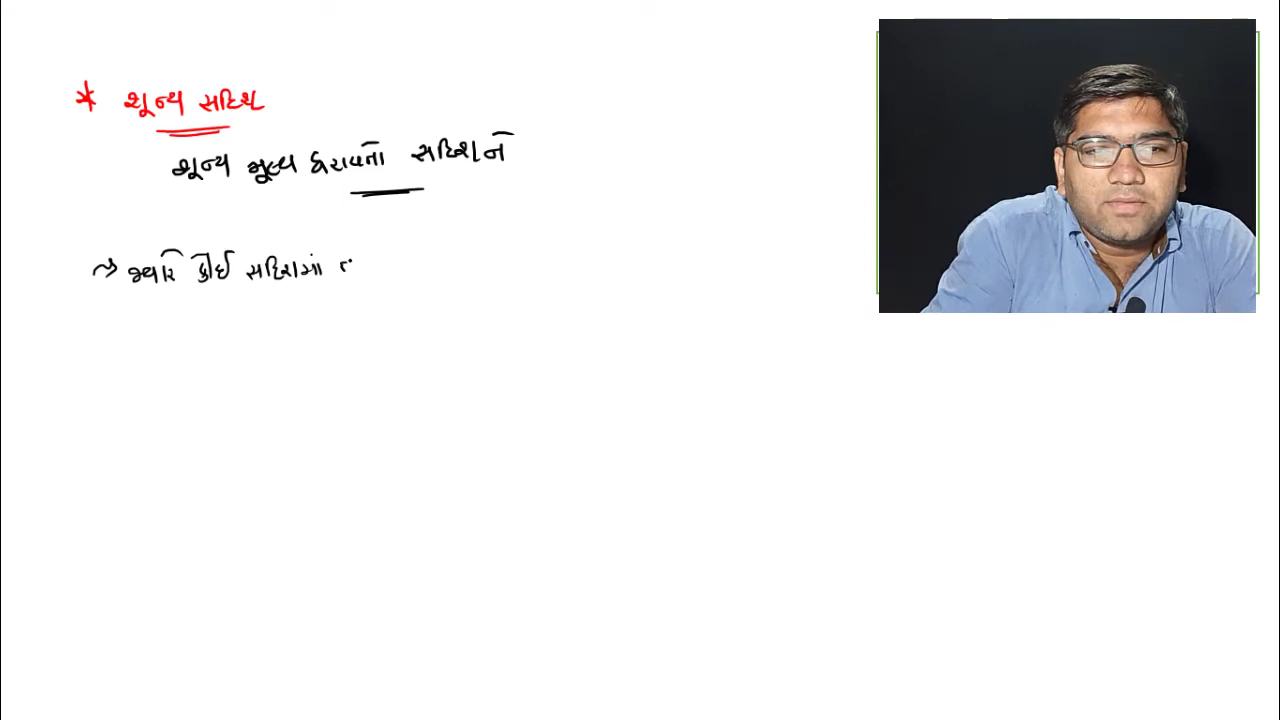 * શૂન્ય સદિશ
શૂન્ય મૂલ્ય ધરાવતા સદિશને
→ જ્યારે કોઈ સદિશમાં ત